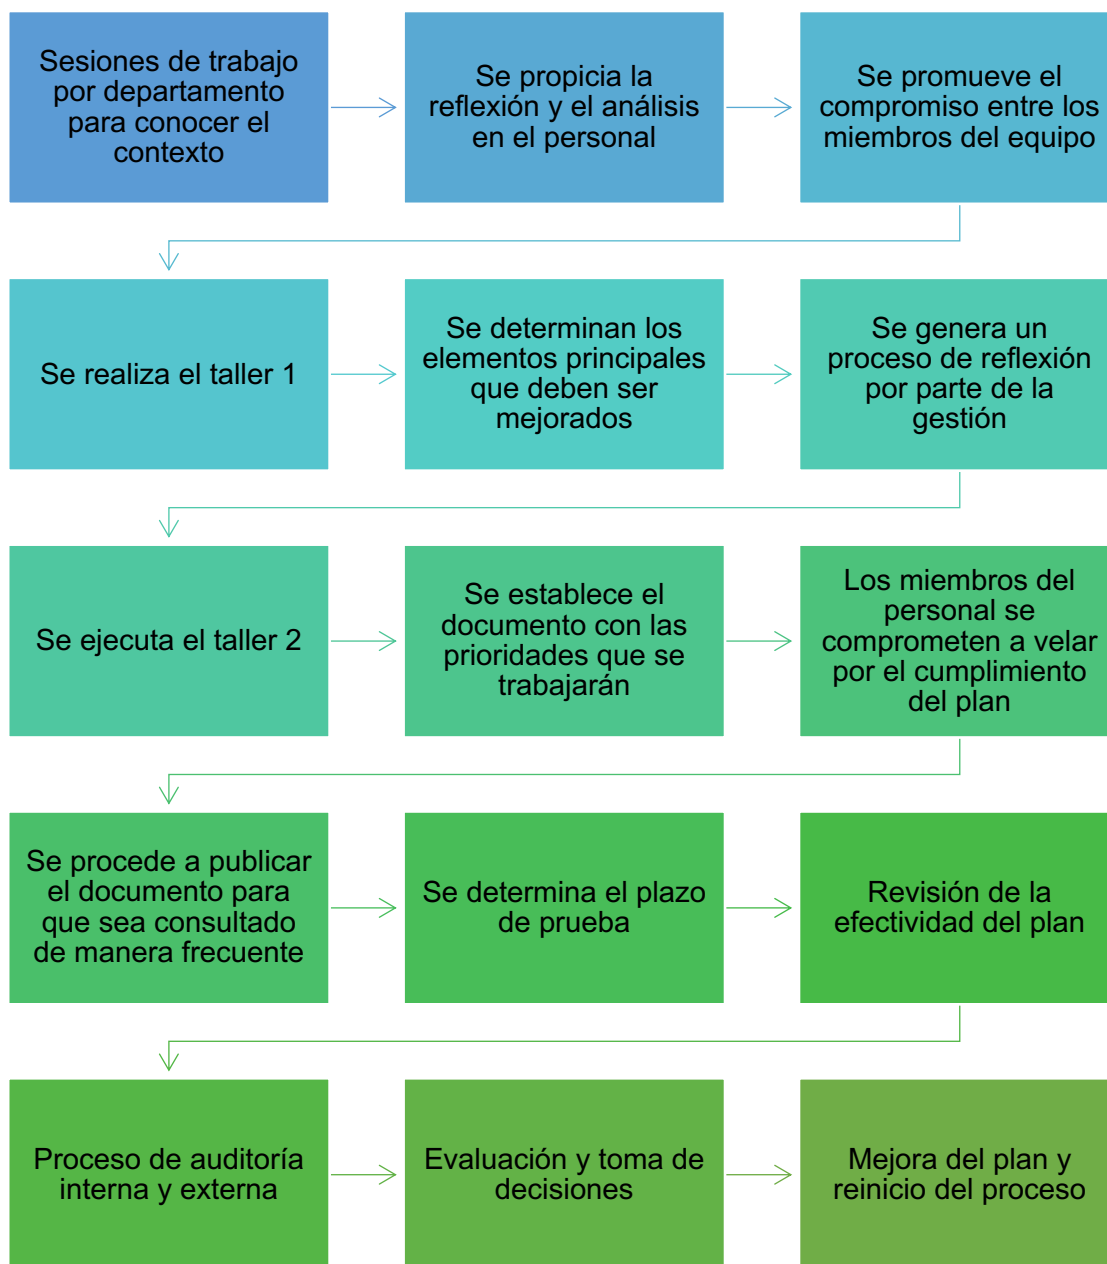 Sesiones de trabajo
por departamento
para conocer el
contexto
Se propicia la
reflexión y el análisis
en el personal
Se promueve el
compromiso entre los
miembros del equipo
Se realiza el taller 1
Se determinan los
elementos principales
que deben ser
mejorados
Se genera un
proceso de reflexión
por parte de la
gestión
Se ejecuta el taller 2
Se establece el
documento con las
prioridades que se
trabajarán
Los miembros del
personal se
comprometen a velar
por el cumplimiento
del plan
Se procede a publicar
el documento para
que sea consultado
de manera frecuente
Se determina el plazo
de prueba
Revisión de la
efectividad del plan
Proceso de auditoría
interna y externa
Evaluación y toma de
decisiones
Mejora del plan y
reinicio del proceso